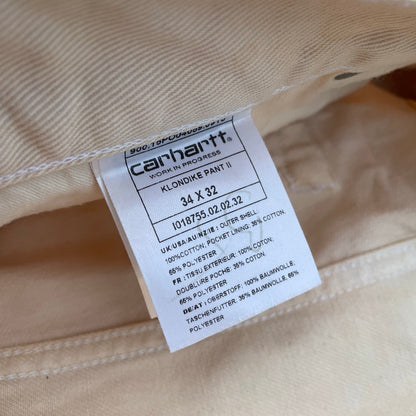 carhartt
WORK IN PROGRESS
KLONDIKE PANT II
34 X 32
I018755.02.02.32
UK/USA/AU/NZ/IE : OUTER SHELL
100%COTTON; POCKET LINING: 35% COTTON,
65% POLYESTER
FR : TISSU EXTERIEUR: 100% COTON;
DOUBLURE POCHE: 35% COTON,
65% POLYESTER
DE/AT : OBERSTOFF: 100% BAUMWOLLE;
TASCHENFUTTER: 35% BAUMWOLLE, 65%
POLYESTER